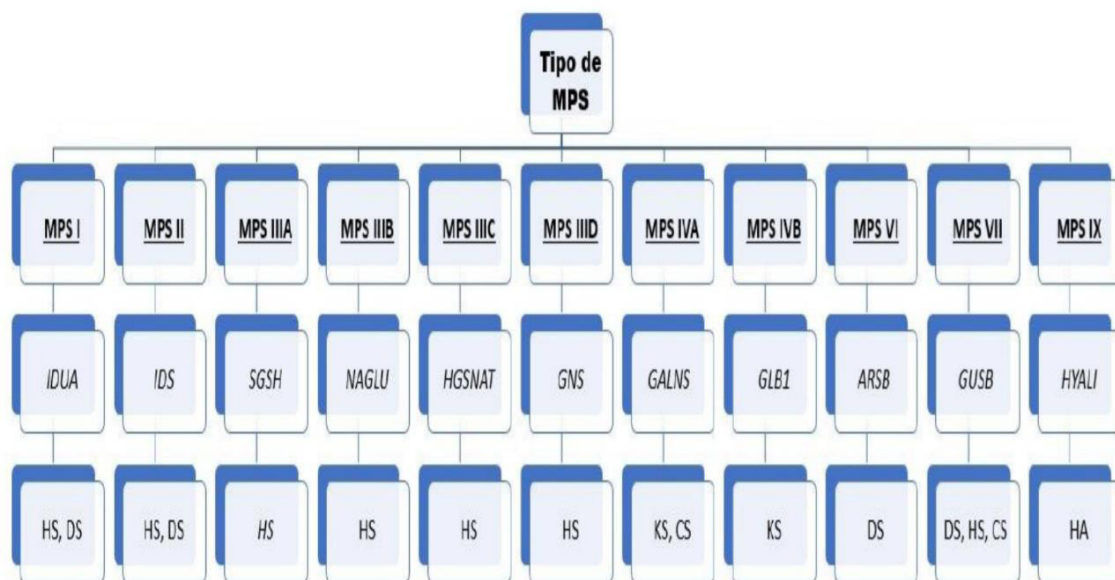 Tipo de
MPS
MPS I MPS II MPS IIIA MPS IIIB MPS IIIC MPS IIID MPS IVA MPS IVB MPS VI MPS VII MPS IX
IDUA IDS SGSH NAGLU HGSNAT GNS GALNS GLB1 ARSB GUSB HYALI
HS, DS HS, DS HS HS HS HS KS, CS KS DS DS, HS, CS HA